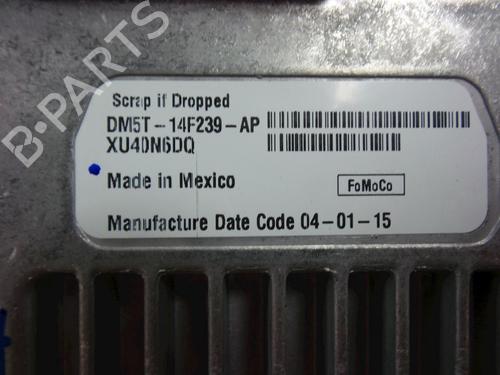 B-PARTS
Scrap if Dropped
DM5T-14F239-AP
XU40N6DQ
Made in Mexico
FoMoCo
Manufacture Date Code 04-01-15